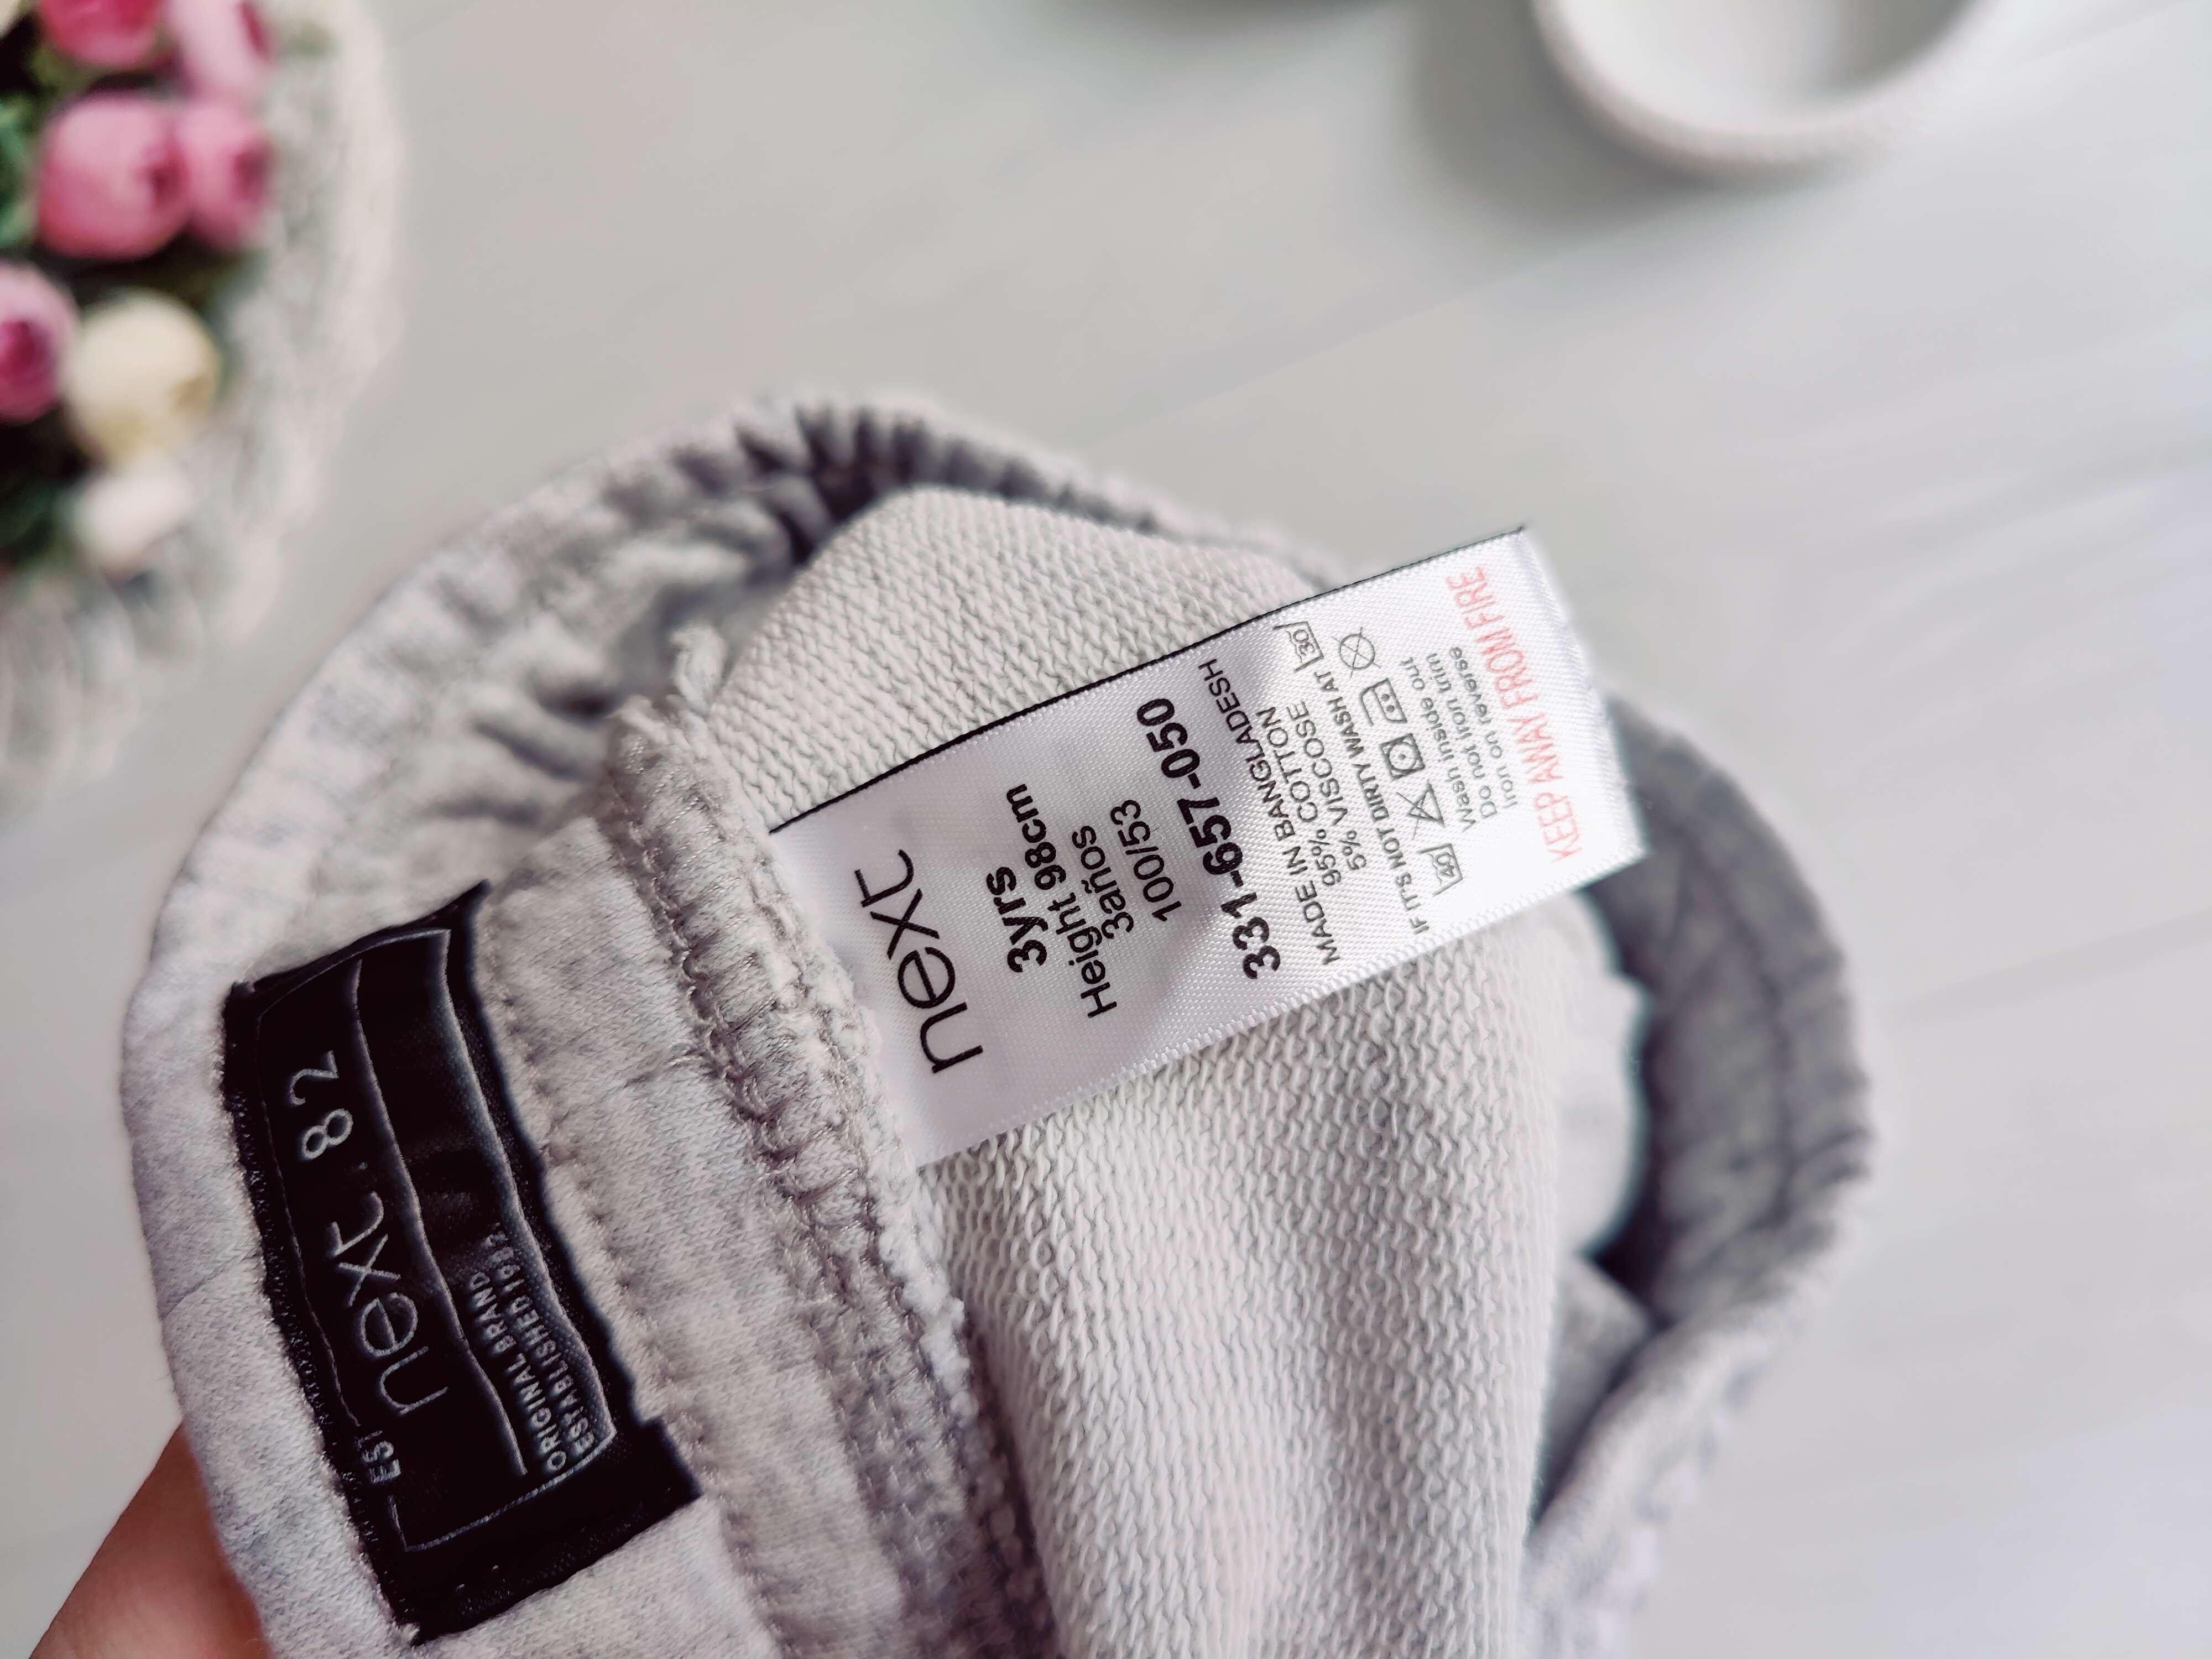 EST next 82
ORIGINAL BRAND
ESTABLISHED 1982
next
3yrs
Height 98cm
3años
100/53
331-657-050
MADE IN BANGLADESH
95% COTTON
5% VISCOSE
IF IT'S NOT DIRTY WASH AT 30
40
Wash inside out
Do not iron trim
Iron on reverse
KEEP AWAY FROM FIRE